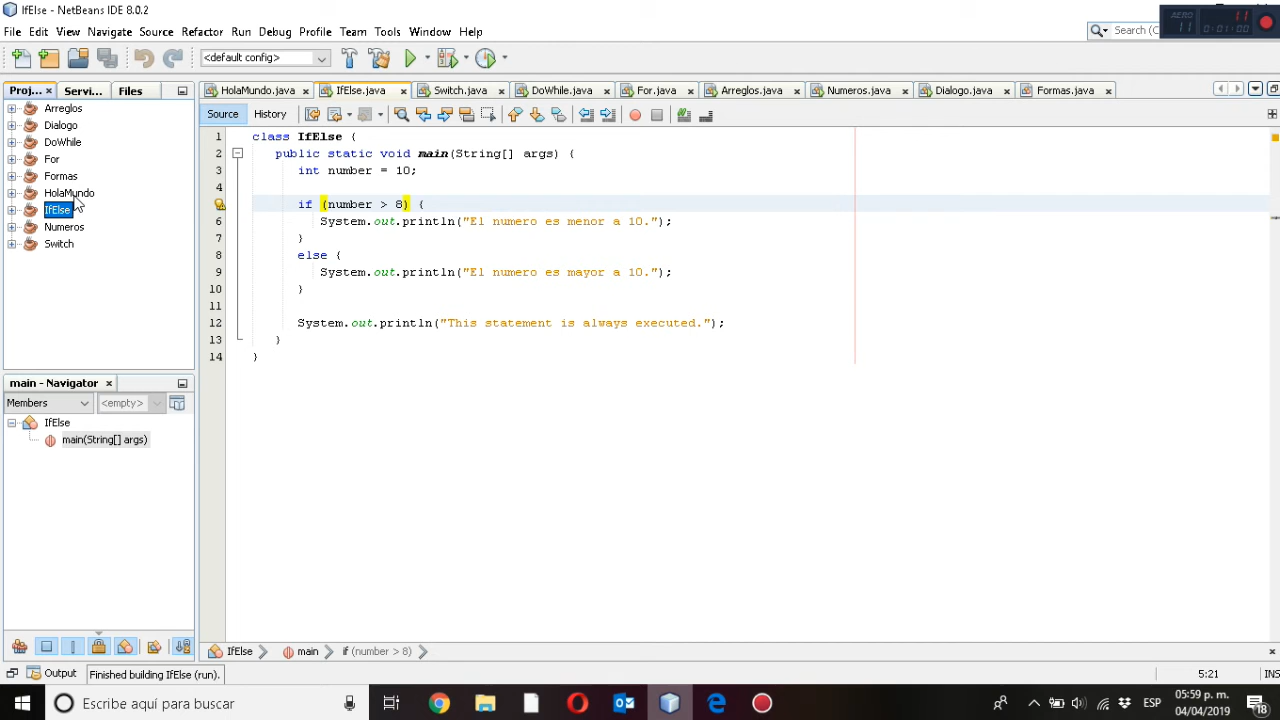 IfElse - NetBeans IDE 8.0.2
File Edit View Navigate Source Refactor Run Debug Profile Team Tools Window Help
Search (C
11
11 0:01:00
<default config>
Proj... × Servi... Files
HolaMundo.java IfElse.java Switch.java DoWhile.java For.java Arreglos.java Numeros.java Dialogo.java Formas.java
Source History
Arreglos
Dialogo
DoWhile
For
Formas
HolaMundo
IfElse
Numeros
Switch
1 class IfElse {
2 public static void main(String[] args) {
3 int number = 10;
4
5 if (number > 8) {
6 System.out.println("El numero es menor a 10.");
7 }
8 else {
9 System.out.println("El numero es mayor a 10.");
10 }
11
12 System.out.println("This statement is always executed.");
13 }
14 }
main - Navigator ×
Members <empty>
IfElse
main(String[] args)
IfElse main if (number > 8)
Output Finished building IfElse (run). 5:21 INS
Escribe aquí para buscar
ESP
05:59 p. m.
04/04/2019
18